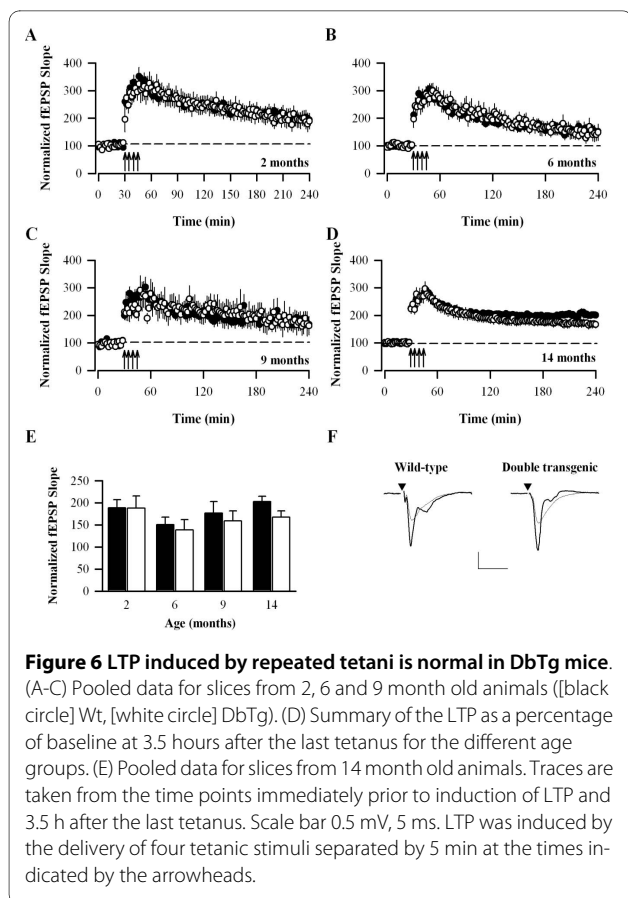 A
Normalized fEPSP Slope
400
300
200
100
0
0 30 60 90 120 150 180 210 240
2 months
Time (min)
B
400
300
200
100
0
0 60 120 180 240
6 months
Time (min)
C
Normalized fEPSP Slope
400
300
200
100
0
0 60 120 180 240
9 months
Time (min)
D
400
300
200
100
0
0 60 120 180 240
14 months
Time (min)
E
Normalized fEPSP Slope
250
200
150
100
50
0
2 6 9 14
Age (months)
F
Wild-type Double transgenic
Figure 6 LTP induced by repeated tetani is normal in DbTg mice.
(A-C) Pooled data for slices from 2, 6 and 9 month old animals ([black
circle] Wt, [white circle] DbTg). (D) Summary of the LTP as a percentage
of baseline at 3.5 hours after the last tetanus for the different age
groups. (E) Pooled data for slices from 14 month old animals. Traces are
taken from the time points immediately prior to induction of LTP and
3.5 h after the last tetanus. Scale bar 0.5 mV, 5 ms. LTP was induced by
the delivery of four tetanic stimuli separated by 5 min at the times in-
dicated by the arrowheads.